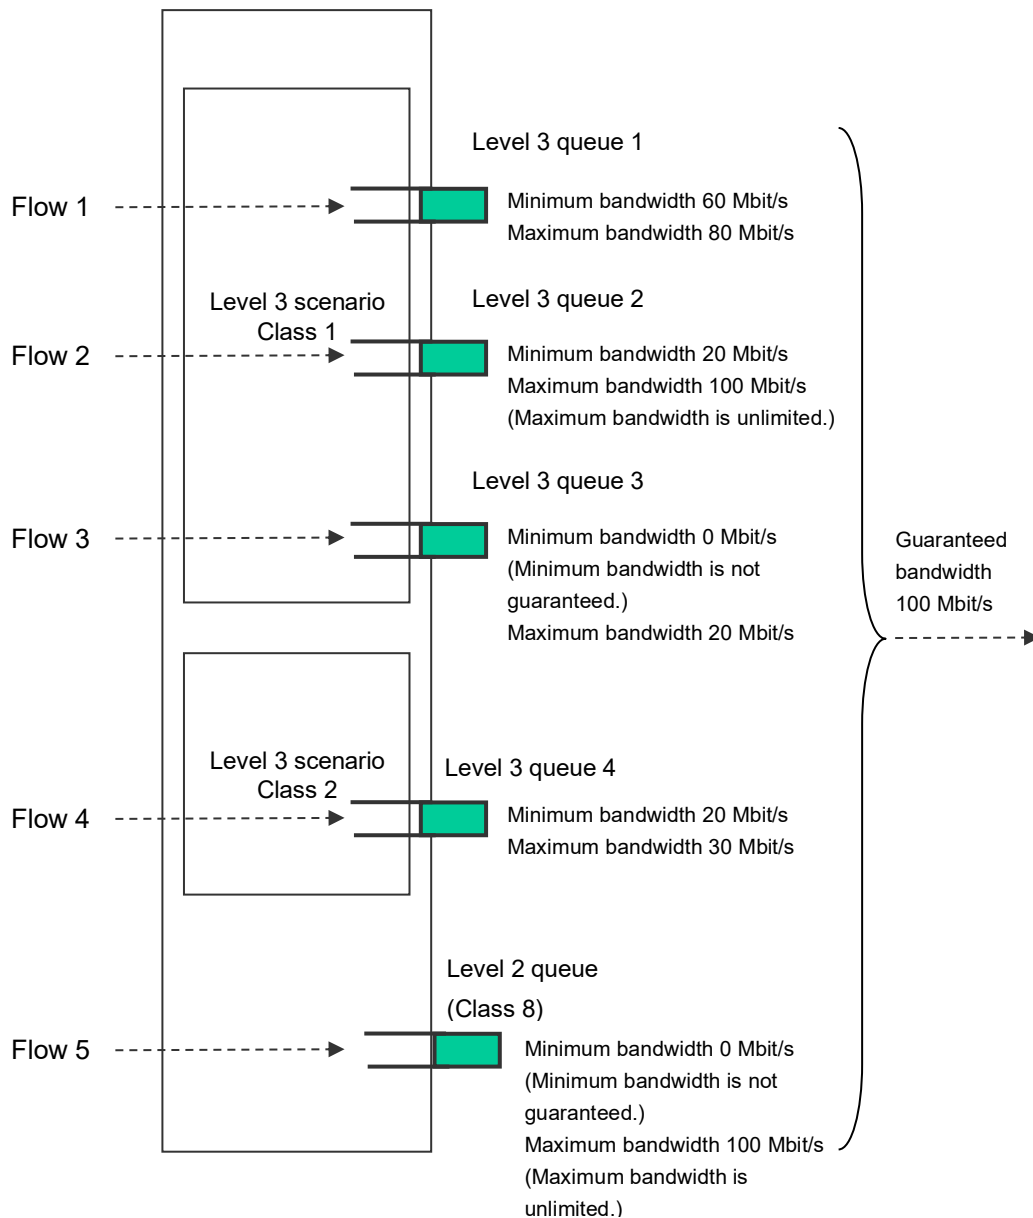 Level 3 queue 1
Flow 1
Minimum bandwidth 60 Mbit/s
Maximum bandwidth 80 Mbit/s
Level 3 scenario
Class 1
Level 3 queue 2
Flow 2
Minimum bandwidth 20 Mbit/s
Maximum bandwidth 100 Mbit/s
(Maximum bandwidth is unlimited.)
Level 3 queue 3
Flow 3
Minimum bandwidth 0 Mbit/s
(Minimum bandwidth is not
guaranteed.)
Maximum bandwidth 20 Mbit/s
Guaranteed
bandwidth
100 Mbit/s
Level 3 scenario
Class 2
Level 3 queue 4
Flow 4
Minimum bandwidth 20 Mbit/s
Maximum bandwidth 30 Mbit/s
Level 2 queue
(Class 8)
Flow 5
Minimum bandwidth 0 Mbit/s
(Minimum bandwidth is not
guaranteed.)
Maximum bandwidth 100 Mbit/s
(Maximum bandwidth is
unlimited.)